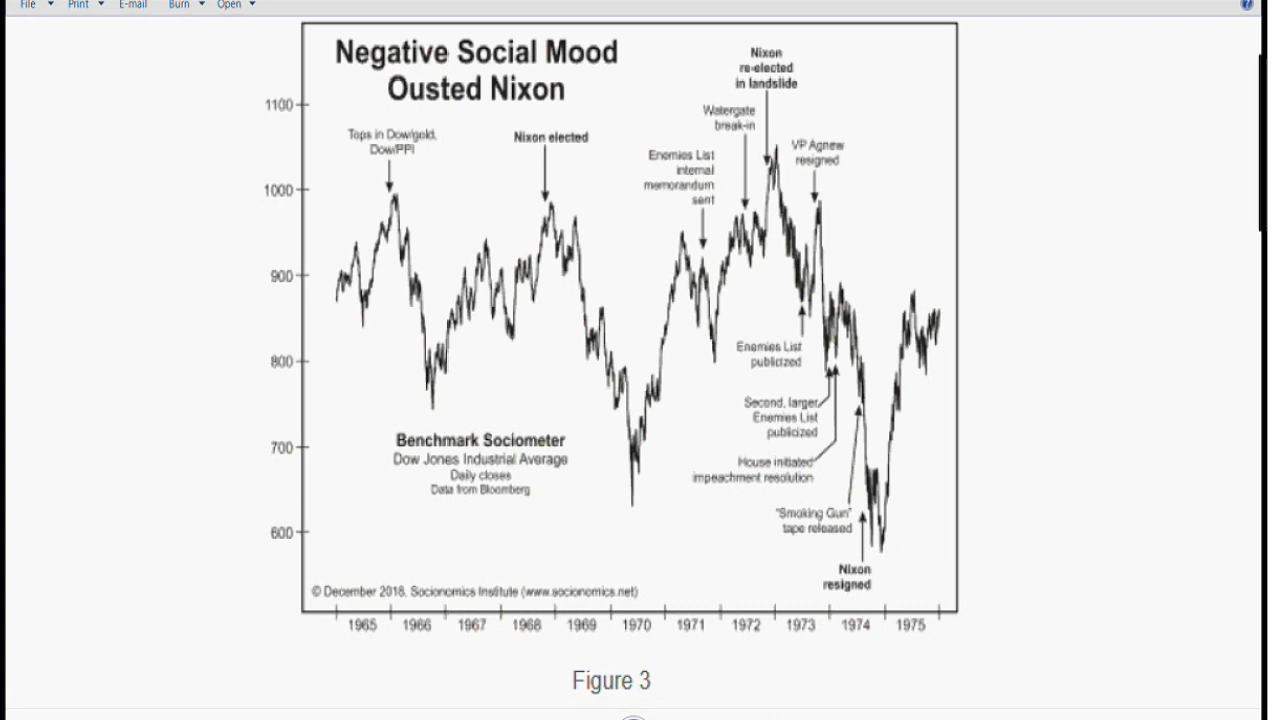 File Print E-mail Burn Open
Negative Social Mood
Ousted Nixon
Nixon
re-elected
in landslide
1100
Watergate
break-in
Tops in Dow/gold,
Dow/PPI
Nixon elected
VP Agnew
resigned
Enemies List
internal
memorandum
sent
1000
900
Enemies List
publicized
800
Second, larger
Enemies List
publicized
Benchmark Sociometer
Dow Jones Industrial Average
Daily closes
Data from Bloomberg
700
House initiated
impeachment resolution
"Smoking Gun"
tape released
600
Nixon
resigned
© December 2018, Socionomics Institute (www.socionomics.net)
1965 1966 1967 1968 1969 1970 1971 1972 1973 1974 1975
Figure 3